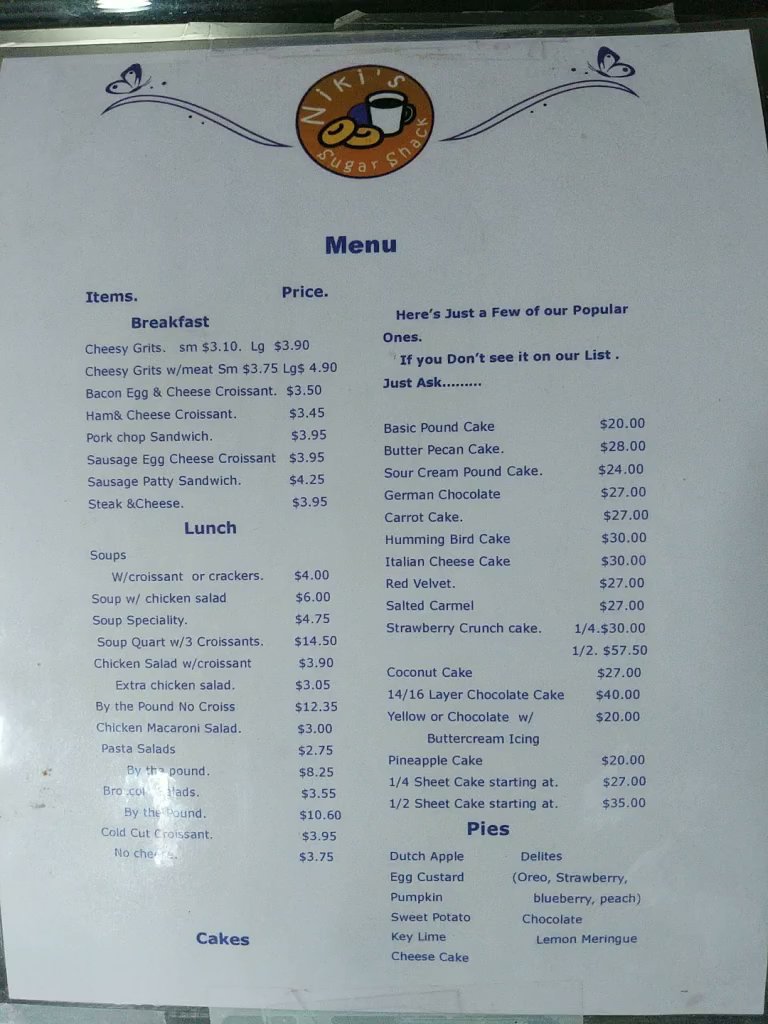 Niki's
Sugar Shack
Menu
Items. Price.
Breakfast
Cheesy Grits. sm $3.10. Lg $3.90
Cheesy Grits w/meat Sm $3.75 Lg$ 4.90
Bacon Egg & Cheese Croissant. $3.50
Ham& Cheese Croissant. $3.45
Pork chop Sandwich. $3.95
Sausage Egg Cheese Croissant $3.95
Sausage Patty Sandwich. $4.25
Steak &Cheese. $3.95
Lunch
Soups
W/croissant or crackers. $4.00
Soup w/ chicken salad $6.00
Soup Speciality. $4.75
Soup Quart w/3 Croissants. $14.50
Chicken Salad w/croissant $3.90
Extra chicken salad. $3.05
By the Pound No Croiss $12.35
Chicken Macaroni Salad. $3.00
Pasta Salads $2.75
By the pound. $8.25
$3.55
By the Pound. $10.60
Cold Cut Croissant. $3.95
No $3.75
Cakes
Here's Just a Few of our Popular
Ones.
If you Don't see it on our List .
Just Ask.........
Basic Pound Cake $20.00
Butter Pecan Cake. $28.00
Sour Cream Pound Cake. $24.00
German Chocolate $27.00
Carrot Cake. $27.00
Humming Bird Cake $30.00
Italian Cheese Cake $30.00
Red Velvet. $27.00
Salted Carmel $27.00
Strawberry Crunch cake. 1/4.$30.00
1/2. $57.50
Coconut Cake $27.00
14/16 Layer Chocolate Cake $40.00
Yellow or Chocolate w/ $20.00
Buttercream Icing
Pineapple Cake $20.00
1/4 Sheet Cake starting at. $27.00
1/2 Sheet Cake starting at. $35.00
Pies
Dutch Apple Delites
Egg Custard (Oreo, Strawberry,
Pumpkin blueberry, peach)
Sweet Potato Chocolate
Key Lime Lemon Meringue
Cheese Cake